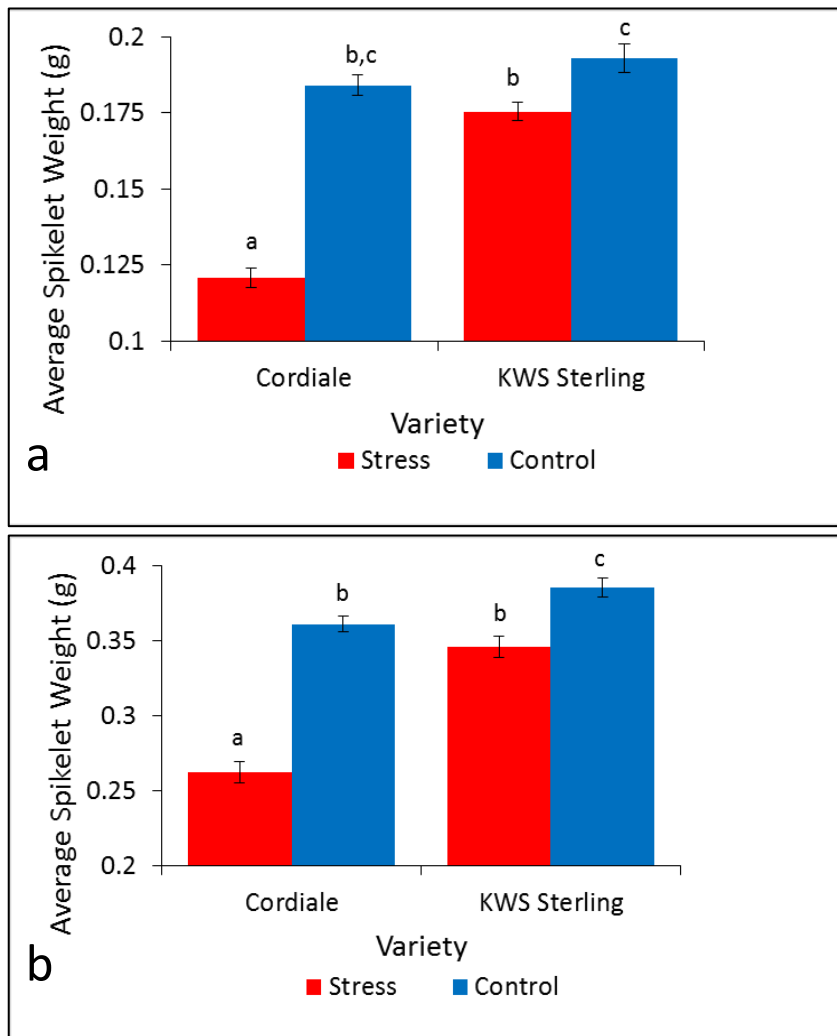 Average Spikelet Weight (g)
0.2
0.175
0.15
0.125
0.1
a
b,c
b
c
Cordiale
KWS Sterling
Variety
Stress
Control
a
Average Spikelet Weight (g)
0.4
0.35
0.3
0.25
0.2
a
b
b
c
Cordiale
KWS Sterling
Variety
Stress
Control
b